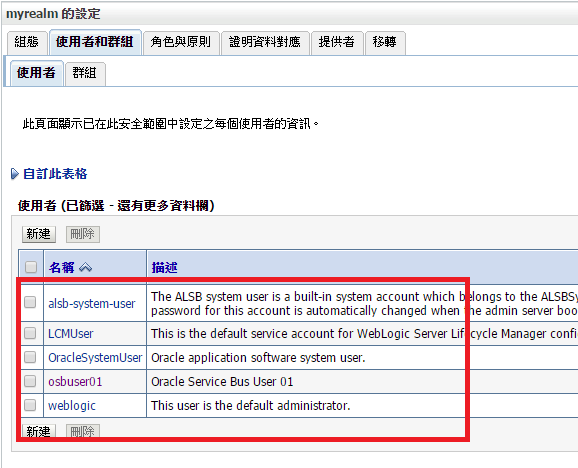 myrealm 的設定
組態 使用者和群組 角色與原則 證明資料對應 提供者 移轉
使用者 群組
此頁面顯示已在此安全範圍中設定之每個使用者的資訊。
自訂此表格
使用者 (已篩選 - 還有更多資料欄)
新建 刪除
名稱 描述
alsb-system-user The ALSB system user is a built-in system account which belongs to the ALSBSy
password for this account is automatically changed when the admin server boo
LCMUser This is the default service account for WebLogic Server Lifecycle Manager confi
OracleSystemUser Oracle application software system user.
osbuser01 Oracle Service Bus User 01
weblogic This user is the default administrator.
新建 刪除